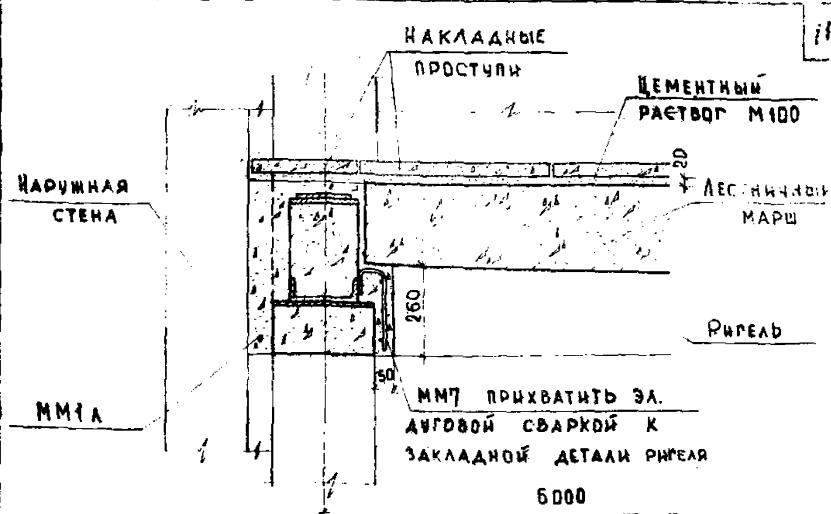 НАКЛАДНЫЕ
ПРОСТУПИ
ЦЕМЕНТНЫЙ
РАСТВОР М100
20
НАРУЖНАЯ
СТЕНА
ЛЕСТНИЧНЫЙ
МАРШ
260
РИГЕЛЬ
50
ММ1А
ММ7 ПРИХВАТИТЬ ЭЛ.
ДУГОВОЙ СВАРКОЙ К
ЗАКЛАДНОЙ ДЕТАЛИ РИГЕЛЯ
6000